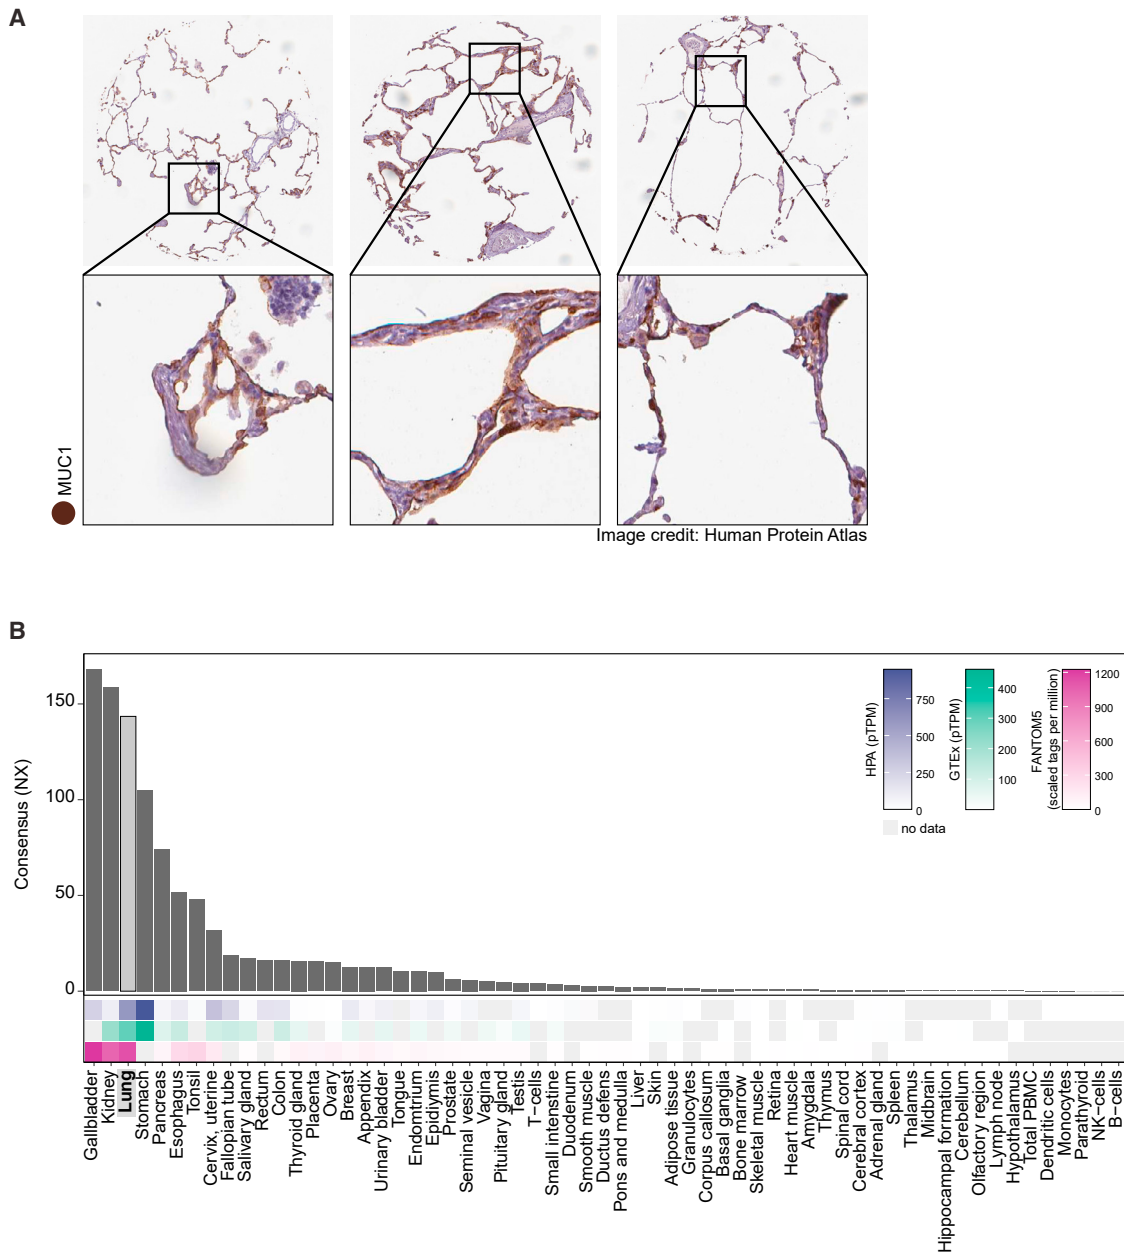 A
MUC1
Image credit: Human Protein Atlas
B
Consensus (NX)
150
100
50
0
HPA (pTPM)
750
500
250
0
GTEx (pTPM)
400
300
200
100
FANTOM5
(scaled tags per million)
1200
900
600
300
0
no data
Gallbladder
Kidney
Lung
Stomach
Pancreas
Esophagus
Tonsil
Cervix, uterine
Fallopian tube
Salivary gland
Rectum
Colon
Thyroid gland
Placenta
Ovary
Breast
Appendix
Urinary bladder
Tongue
Endomtrium
Epidiymis
Prostate
Seminal vesicle
Vagina
Pituitary gland
Testis
T−cells
Small intestine
Duodenum
Smooth muscle
Ductus defens
Pons and medulla
Liver
Skin
Adipose tissue
Granulocytes
Corpus callosum
Basal ganglia
Bone marrow
Skeletal muscle
Retina
Heart muscle
Amygdala
Thymus
Spinal cord
Cerebral cortex
Adrenal gland
Spleen
Thalamus
Midbrain
Hippocampal formation
Cerebellum
Olfactory region
Lymph node
Hypothalamus
Total PBMC
Dendritic cells
Monocytes
Parathyroid
NK−cells
B−cells